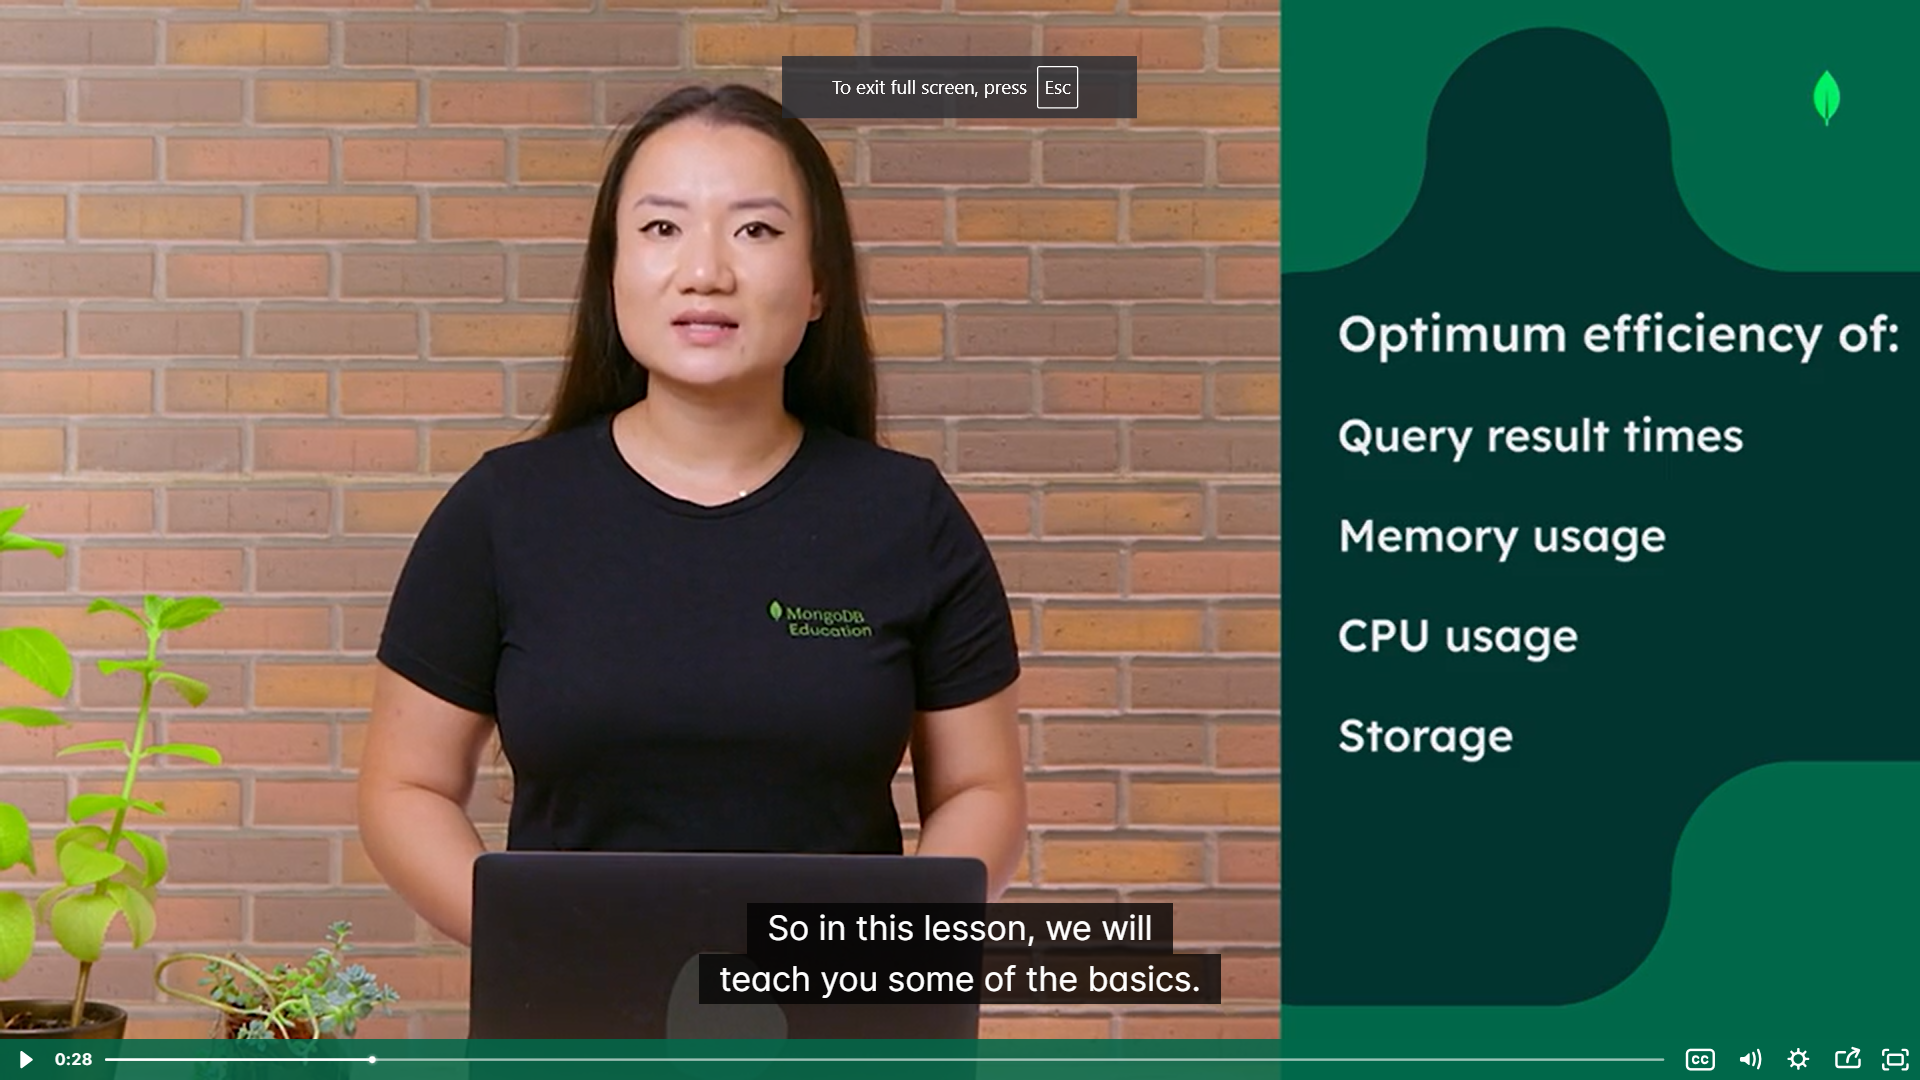 To exit full screen, press Esc
Optimum efficiency of:
Query result times
Memory usage
CPU usage
Storage
MongoDB
Education
So in this lesson, we will
teach you some of the basics.
0:28
CC